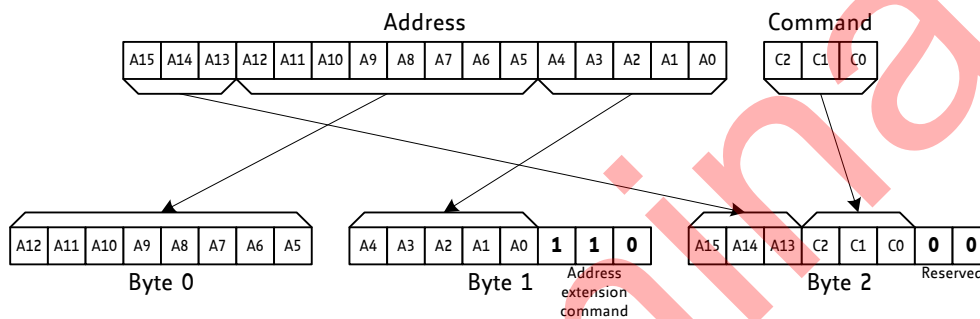 Address Command
A15 A14 A13 A12 A11 A10 A9 A8 A7 A6 A5 A4 A3 A2 A1 A0 C2 C1 C0
A12 A11 A10 A9 A8 A7 A6 A5 A4 A3 A2 A1 A0 1 1 0 A15 A14 A13 C2 C1 C0 0 0
Byte 0 Byte 1 Byte 2 Reserved
Address
extension
command